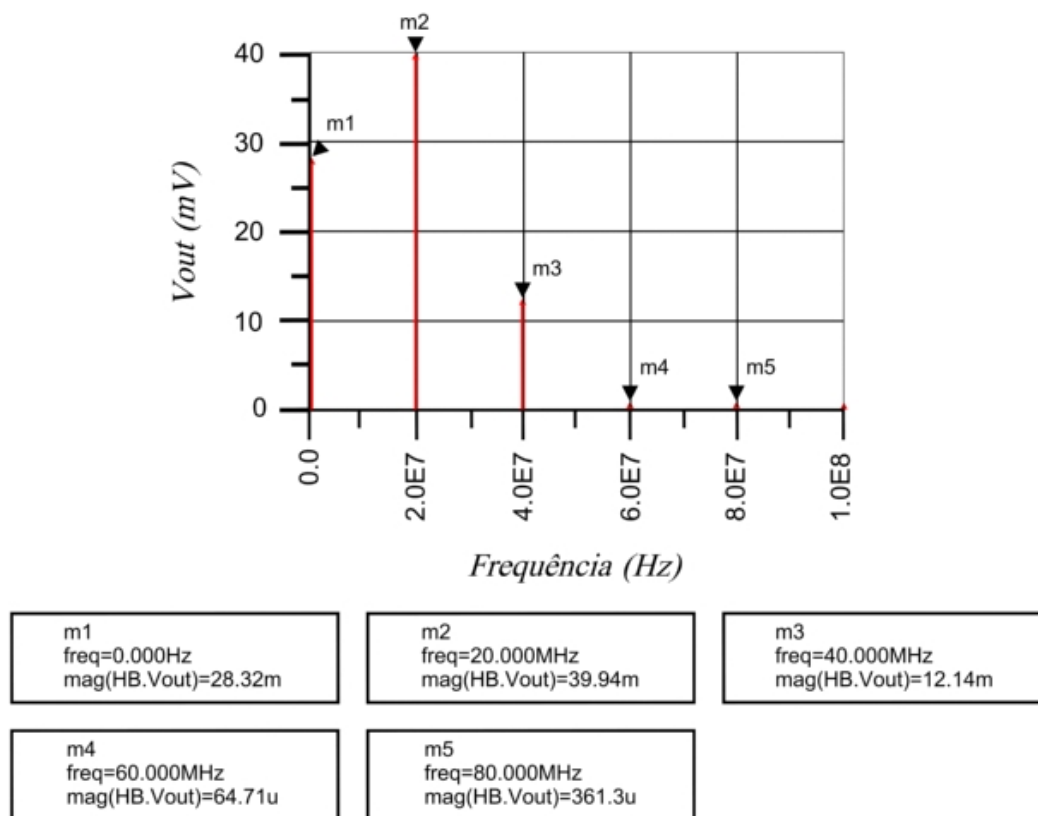 m2
40
m1
30
Vout (mV)
20
m3
10
m4
m5
0
0.0
2.0E7
4.0E7
6.0E7
8.0E7
1.0E8
Frequência (Hz)
m1
freq=0.000Hz
mag(HB.Vout)=28.32m
m2
freq=20.000MHz
mag(HB.Vout)=39.94m
m3
freq=40.000MHz
mag(HB.Vout)=12.14m
m4
freq=60.000MHz
mag(HB.Vout)=64.71u
m5
freq=80.000MHz
mag(HB.Vout)=361.3u